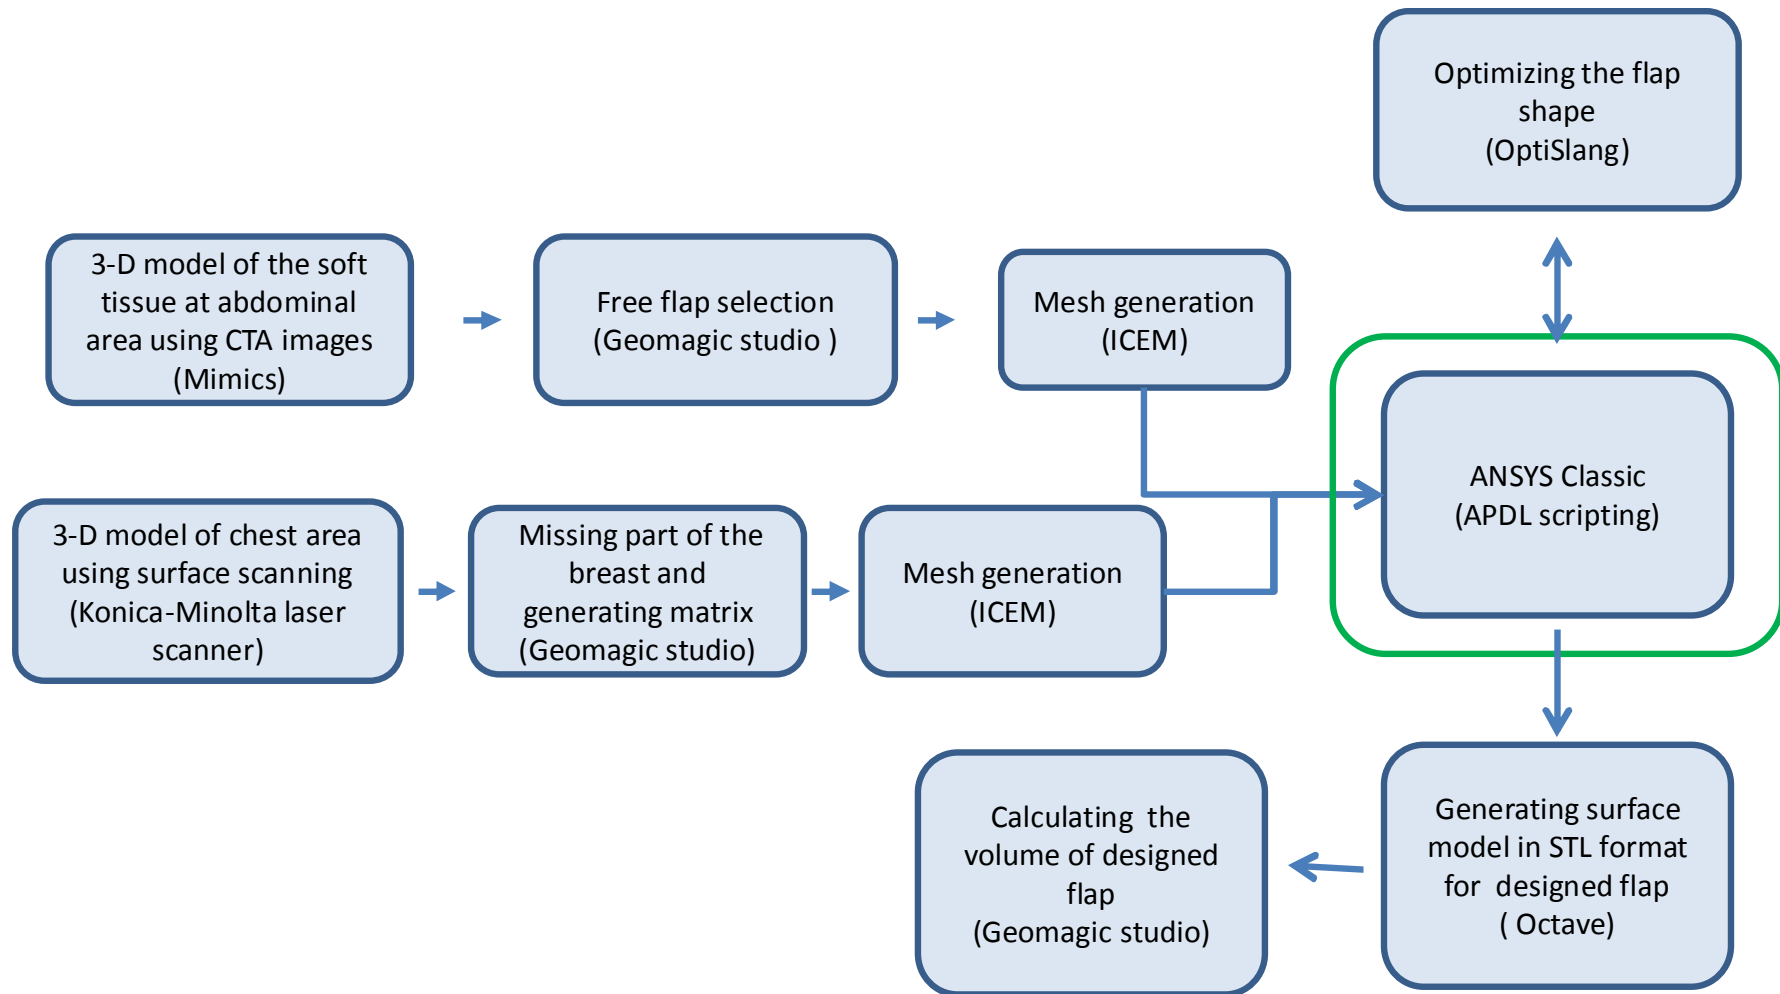 Optimizing the flap
shape
(OptiSlang)
3-D model of the soft
tissue at abdominal
area using CTA images
(Mimics)
Free flap selection
(Geomagic studio )
Mesh generation
(ICEM)
ANSYS Classic
(APDL scripting)
3-D model of chest area
using surface scanning
(Konica-Minolta laser
scanner)
Missing part of the
breast and
generating matrix
(Geomagic studio)
Mesh generation
(ICEM)
Calculating  the
volume of designed
flap
(Geomagic studio)
Generating surface
model in STL format
for  designed flap
( Octave)